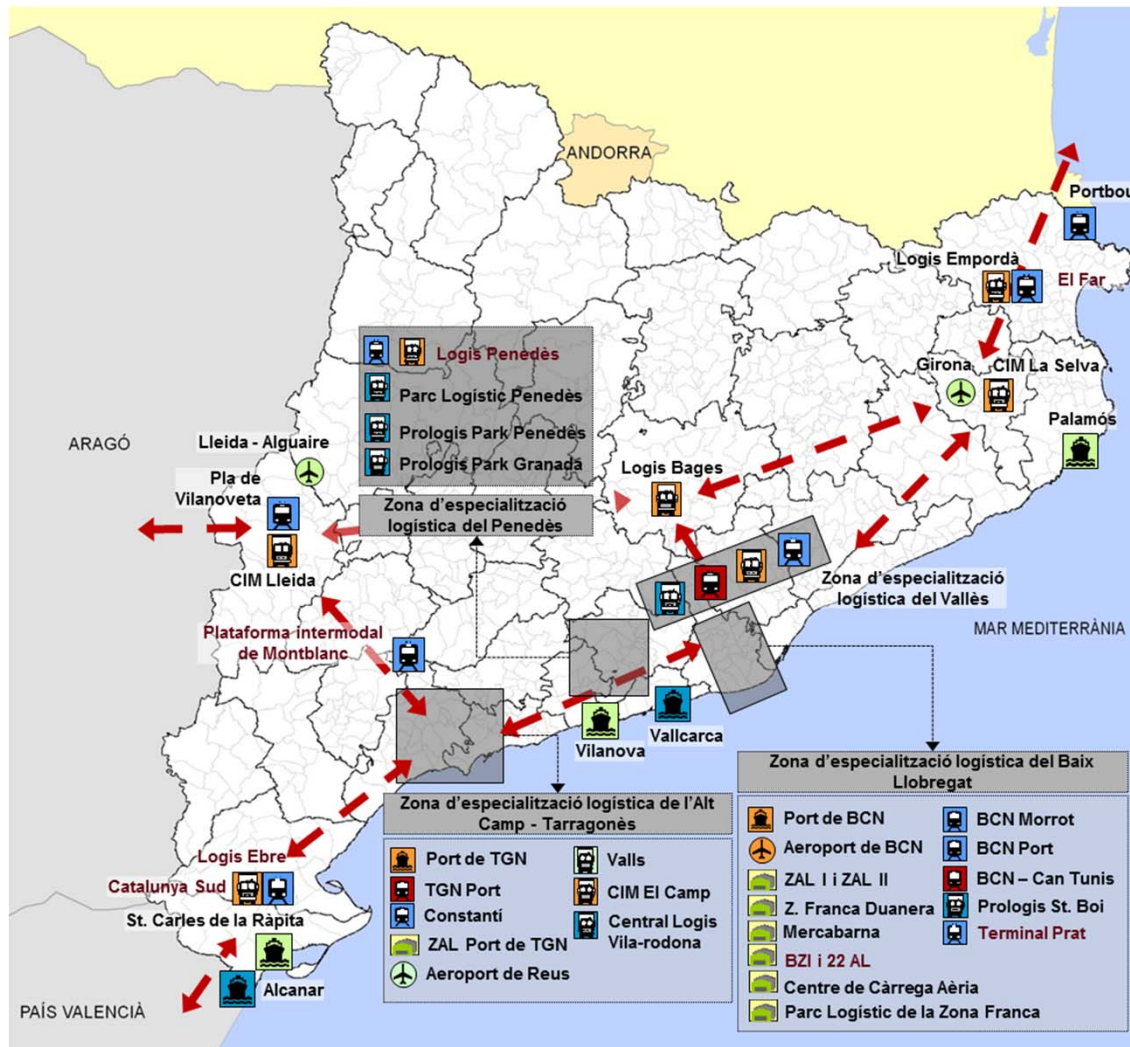 ANDORRA
Portbou
Logis Empordà
El Far
Girona
CIM La Selva
Palamós
Logis Penedès
Parc Logístic Penedès
Prologis Park Penedès
Prologis Park Granada
Zona d’especialització
logística del Penedès
ARAGÓ
Lleida - Alguaire
Pla de
Vilanoveta
CIM Lleida
Logis Bages
Zona d’especialització
logística del Vallès
MAR MEDITERRÀNIA
Plataforma intermodal
de Montblanc
Vilanova
Vallcarca
Zona d’especialització logística de l’Alt
Camp - Tarragonès
Port de TGN
TGN Port
Constantí
ZAL Port de TGN
Aeroport de Reus
Valls
CIM El Camp
Central Logis
Vila-rodona
Zona d’especialització logística del Baix
Llobregat
Port de BCN
Aeroport de BCN
ZAL I i ZAL II
Z. Franca Duanera
Mercabarna
BZI i 22 AL
Centre de Càrrega Aèria
Parc Logístic de la Zona Franca
BCN Morrot
BCN Port
BCN – Can Tunis
Prologis St. Boi
Terminal Prat
Logis Ebre
Catalunya Sud
St. Carles de la Ràpita
Alcanar
PAÍS VALENCIÀ